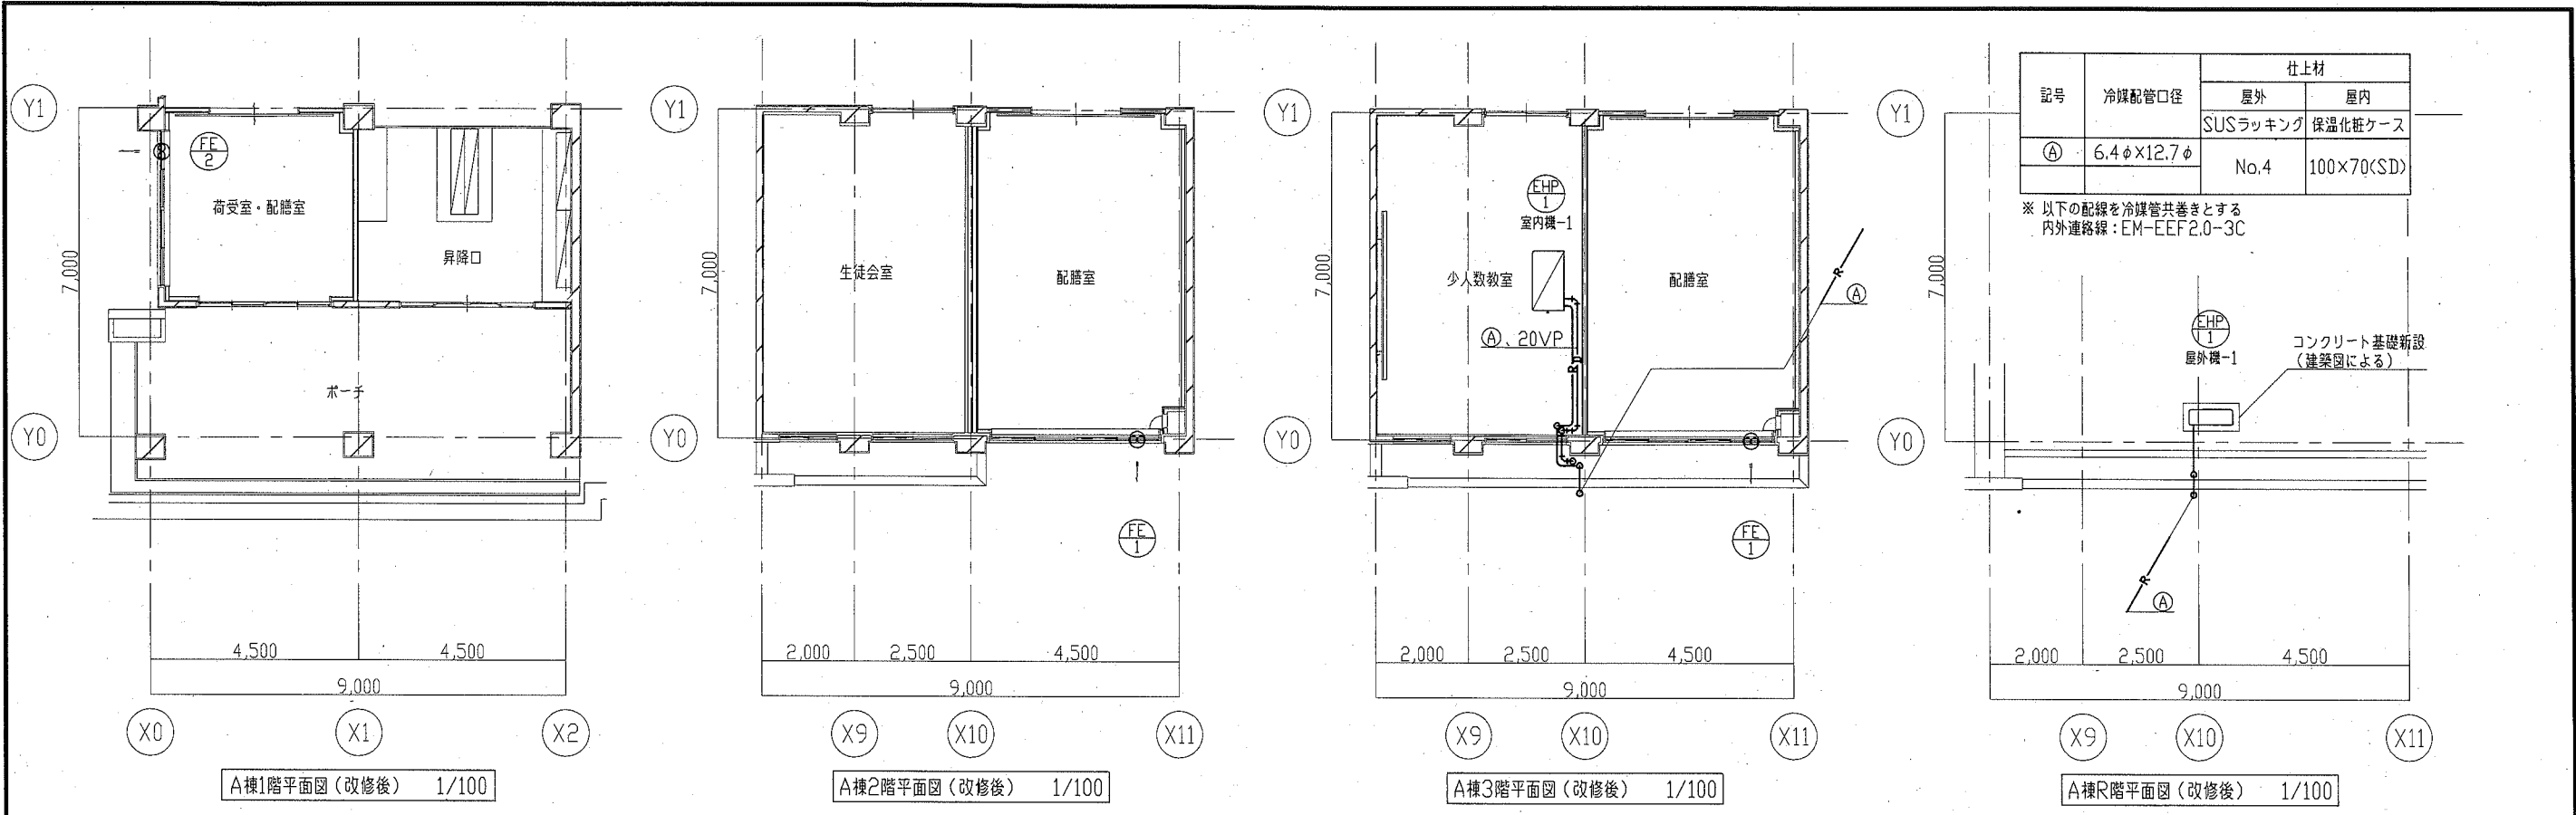 Y1
FE
2
荷受室・配膳室
昇降口
7,000
ポーチ
Y0
4,500
4,500
9,000
X0
X1
X2
A棟1階平面図(改修後) 1/100
Y1
7,000
生徒会室
配膳室
Y0
FE
1
2,000
2,500
4,500
9,000
X9
X10
X11
A棟2階平面図(改修後) 1/100
Y1
EHP
1
室内機-1
7,000
少人数教室
配膳室
R
Ⓐ
Ⓐ、20VP
R
D
Y0
FE
1
2,000
2,500
4,500
9,000
X9
X10
X11
A棟3階平面図(改修後) 1/100
記号
冷媒配管口径
仕上材
屋外
屋内
SUSラッキング
保温化粧ケース
Ⓐ
6.4φ×12.7φ
No.4
100×70(SD)
※ 以下の配線を冷媒管共巻きとする
内外連絡線:EM-EEF2.0-3C
Y1
7,000
EHP
1
屋外機-1
コンクリート基礎新設
(建築図による)
Y0
R
Ⓐ
2,000
2,500
4,500
9,000
X9
X10
X11
A棟R階平面図(改修後) 1/100